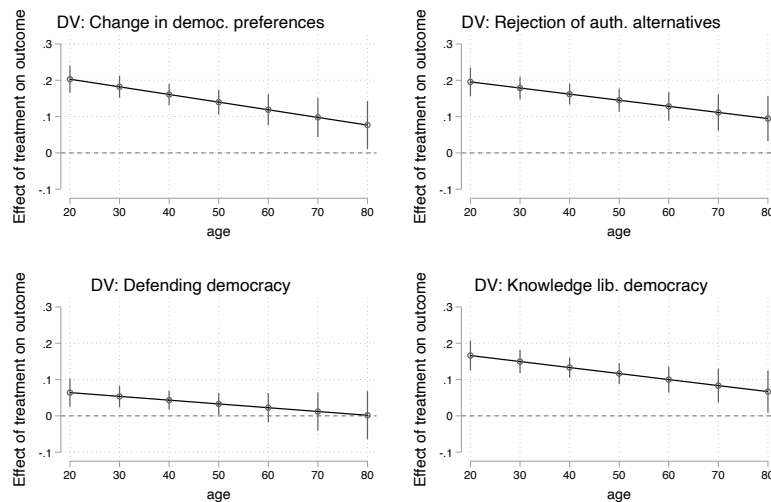 DV: Change in democ. preferences
Effect of treatment on outcome
.3
.2
.1
0
-.1
20 30 40 50 60 70 80
age
DV: Rejection of auth. alternatives
Effect of treatment on outcome
.3
.2
.1
0
-.1
20 30 40 50 60 70 80
age
DV: Defending democracy
Effect of treatment on outcome
.3
.2
.1
0
-.1
20 30 40 50 60 70 80
age
DV: Knowledge lib. democracy
Effect of treatment on outcome
.3
.2
.1
0
-.1
20 30 40 50 60 70 80
age